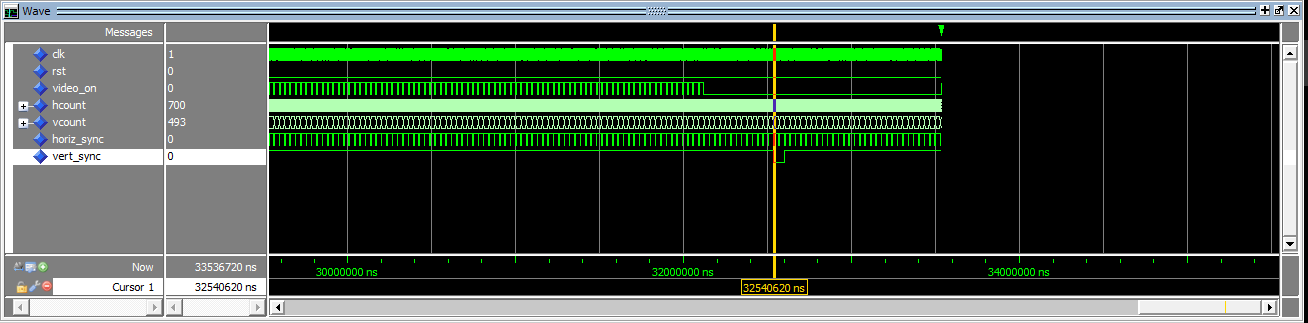 Wave
Messages
clk 1
rst 0
video_on 0
hcount 700
vcount 493
horiz_sync 0
vert_sync 0
Now 33536720 ns 30000000 ns 32000000 ns 34000000 ns
Cursor 1 32540620 ns 32540620 ns